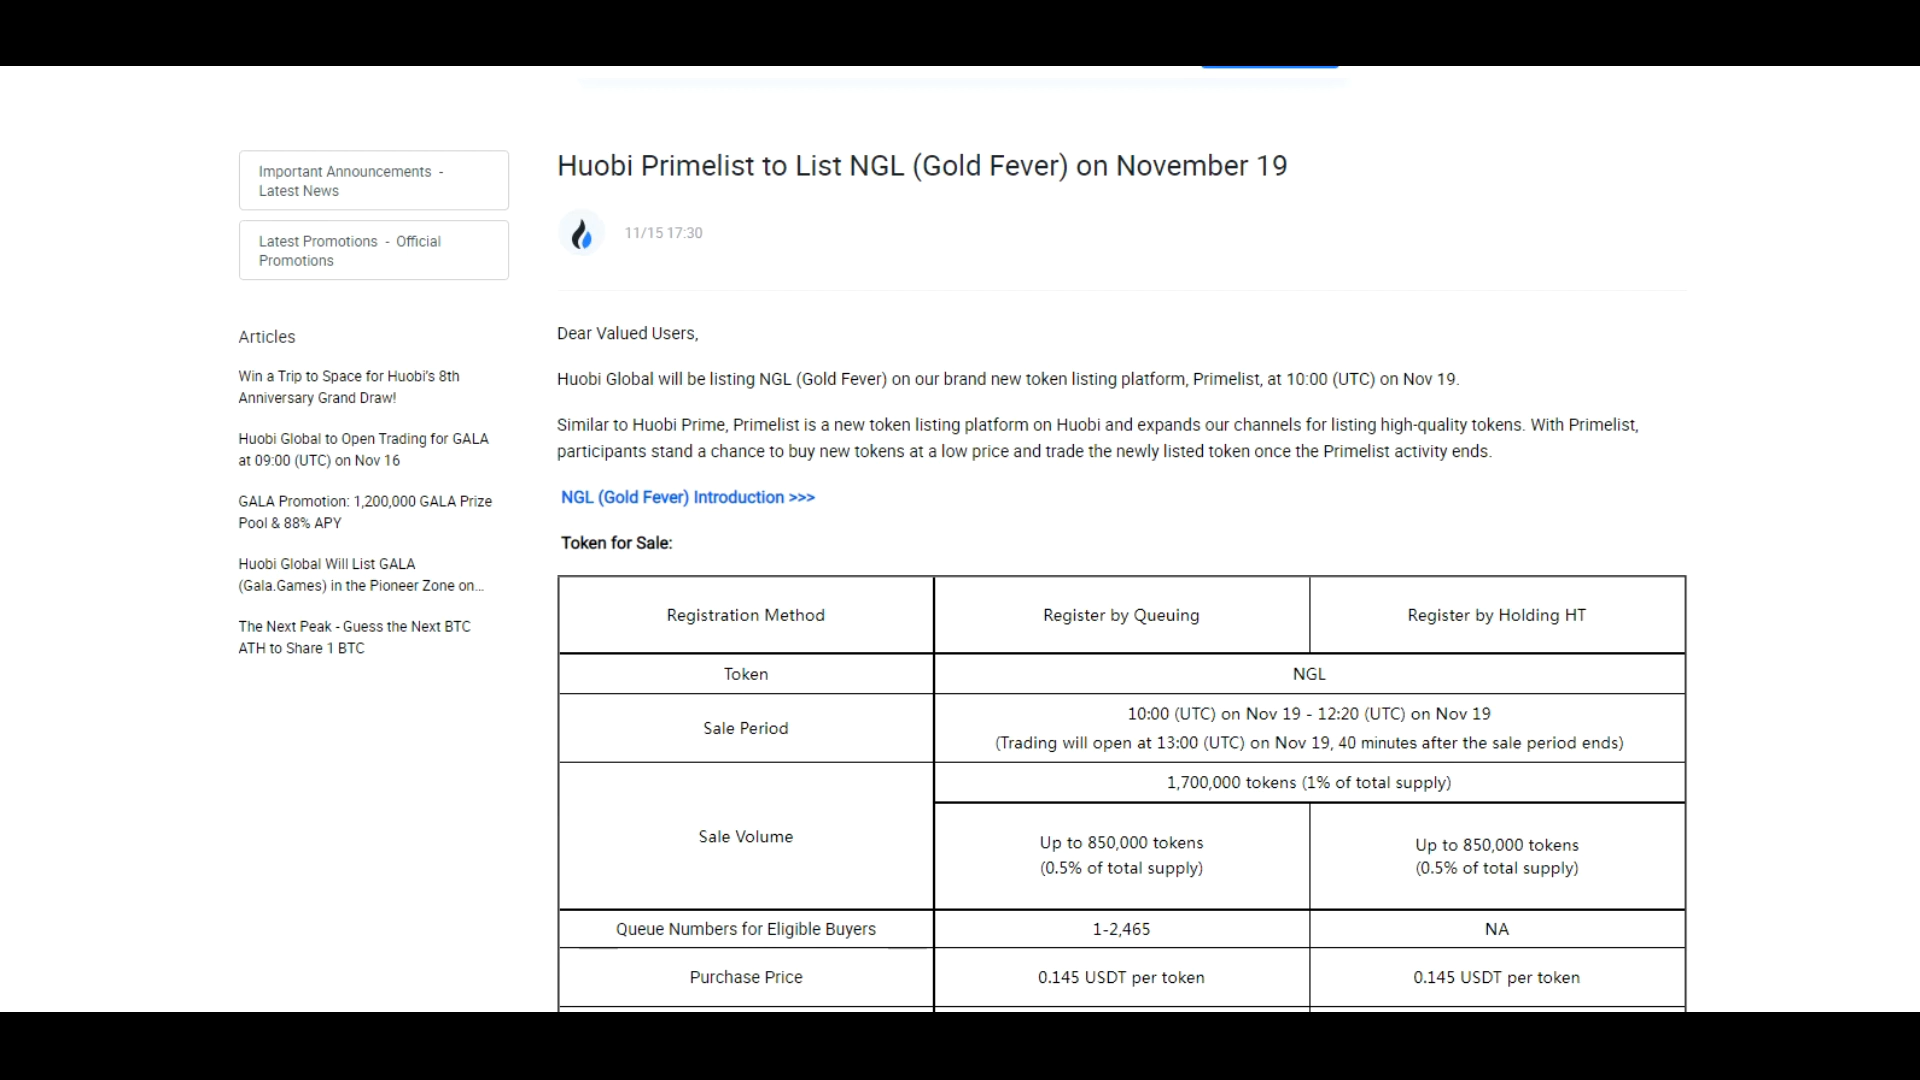 Important Announcements -
Latest News
Latest Promotions - Official
Promotions
Articles
Win a Trip to Space for Huobi's 8th
Anniversary Grand Draw!
Huobi Global to Open Trading for GALA
at 09:00 (UTC) on Nov 16
GALA Promotion: 1,200,000 GALA Prize
Pool & 88% APY
Huobi Global Will List GALA
(Gala.Games) in the Pioneer Zone on...
The Next Peak - Guess the Next BTC
ATH to Share 1 BTC
Huobi Primelist to List NGL (Gold Fever) on November 19
11/15 17:30
Dear Valued Users,
Huobi Global will be listing NGL (Gold Fever) on our brand new token listing platform, Primelist, at 10:00 (UTC) on Nov 19.
Similar to Huobi Prime, Primelist is a new token listing platform on Huobi and expands our channels for listing high-quality tokens. With Primelist,
participants stand a chance to buy new tokens at a low price and trade the newly listed token once the Primelist activity ends.
NGL (Gold Fever) Introduction >>>
Token for Sale:
Registration Method Register by Queuing Register by Holding HT
Token NGL
Sale Period
10:00 (UTC) on Nov 19 - 12:20 (UTC) on Nov 19
(Trading will open at 13:00 (UTC) on Nov 19, 40 minutes after the sale period ends)
Sale Volume
1,700,000 tokens (1% of total supply)
Up to 850,000 tokens
(0.5% of total supply)
Up to 850,000 tokens
(0.5% of total supply)
Queue Numbers for Eligible Buyers 1-2,465 NA
Purchase Price 0.145 USDT per token 0.145 USDT per token